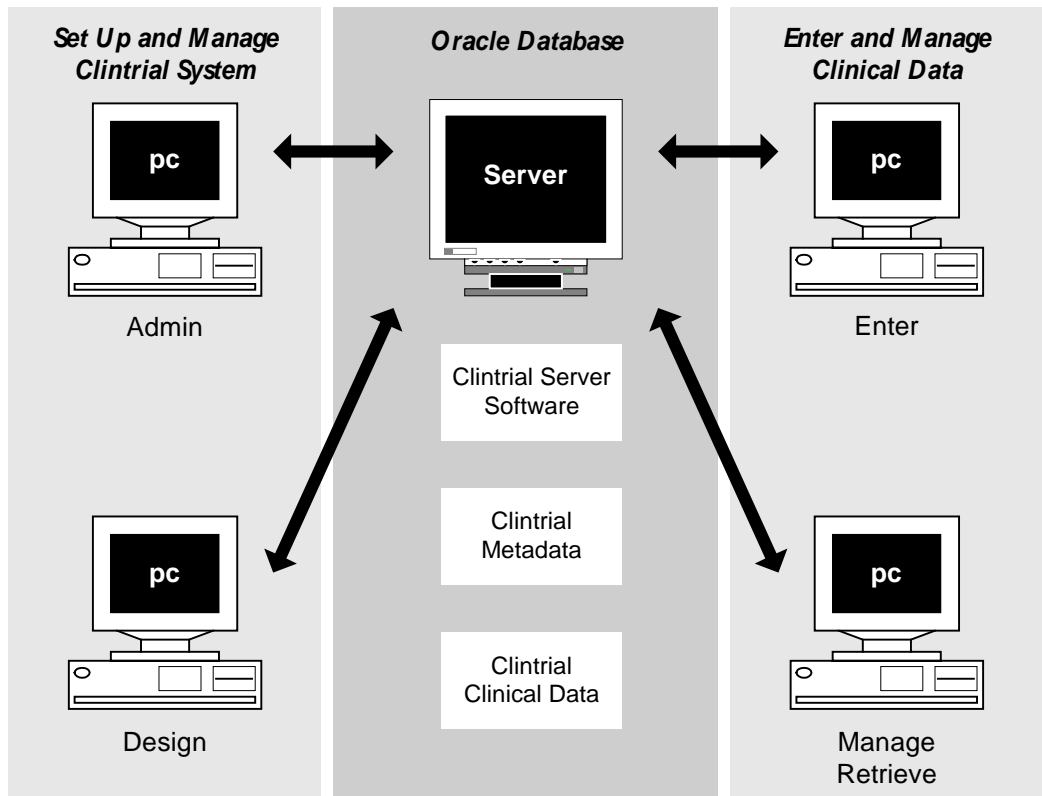 Set Up and Manage
Clintrial System
pc
Admin
pc
Design
Oracle Database
Server
Clintrial Server
Software
Clintrial
Metadata
Clintrial
Clinical Data
Enter and Manage
Clinical Data
pc
Enter
pc
Manage
Retrieve